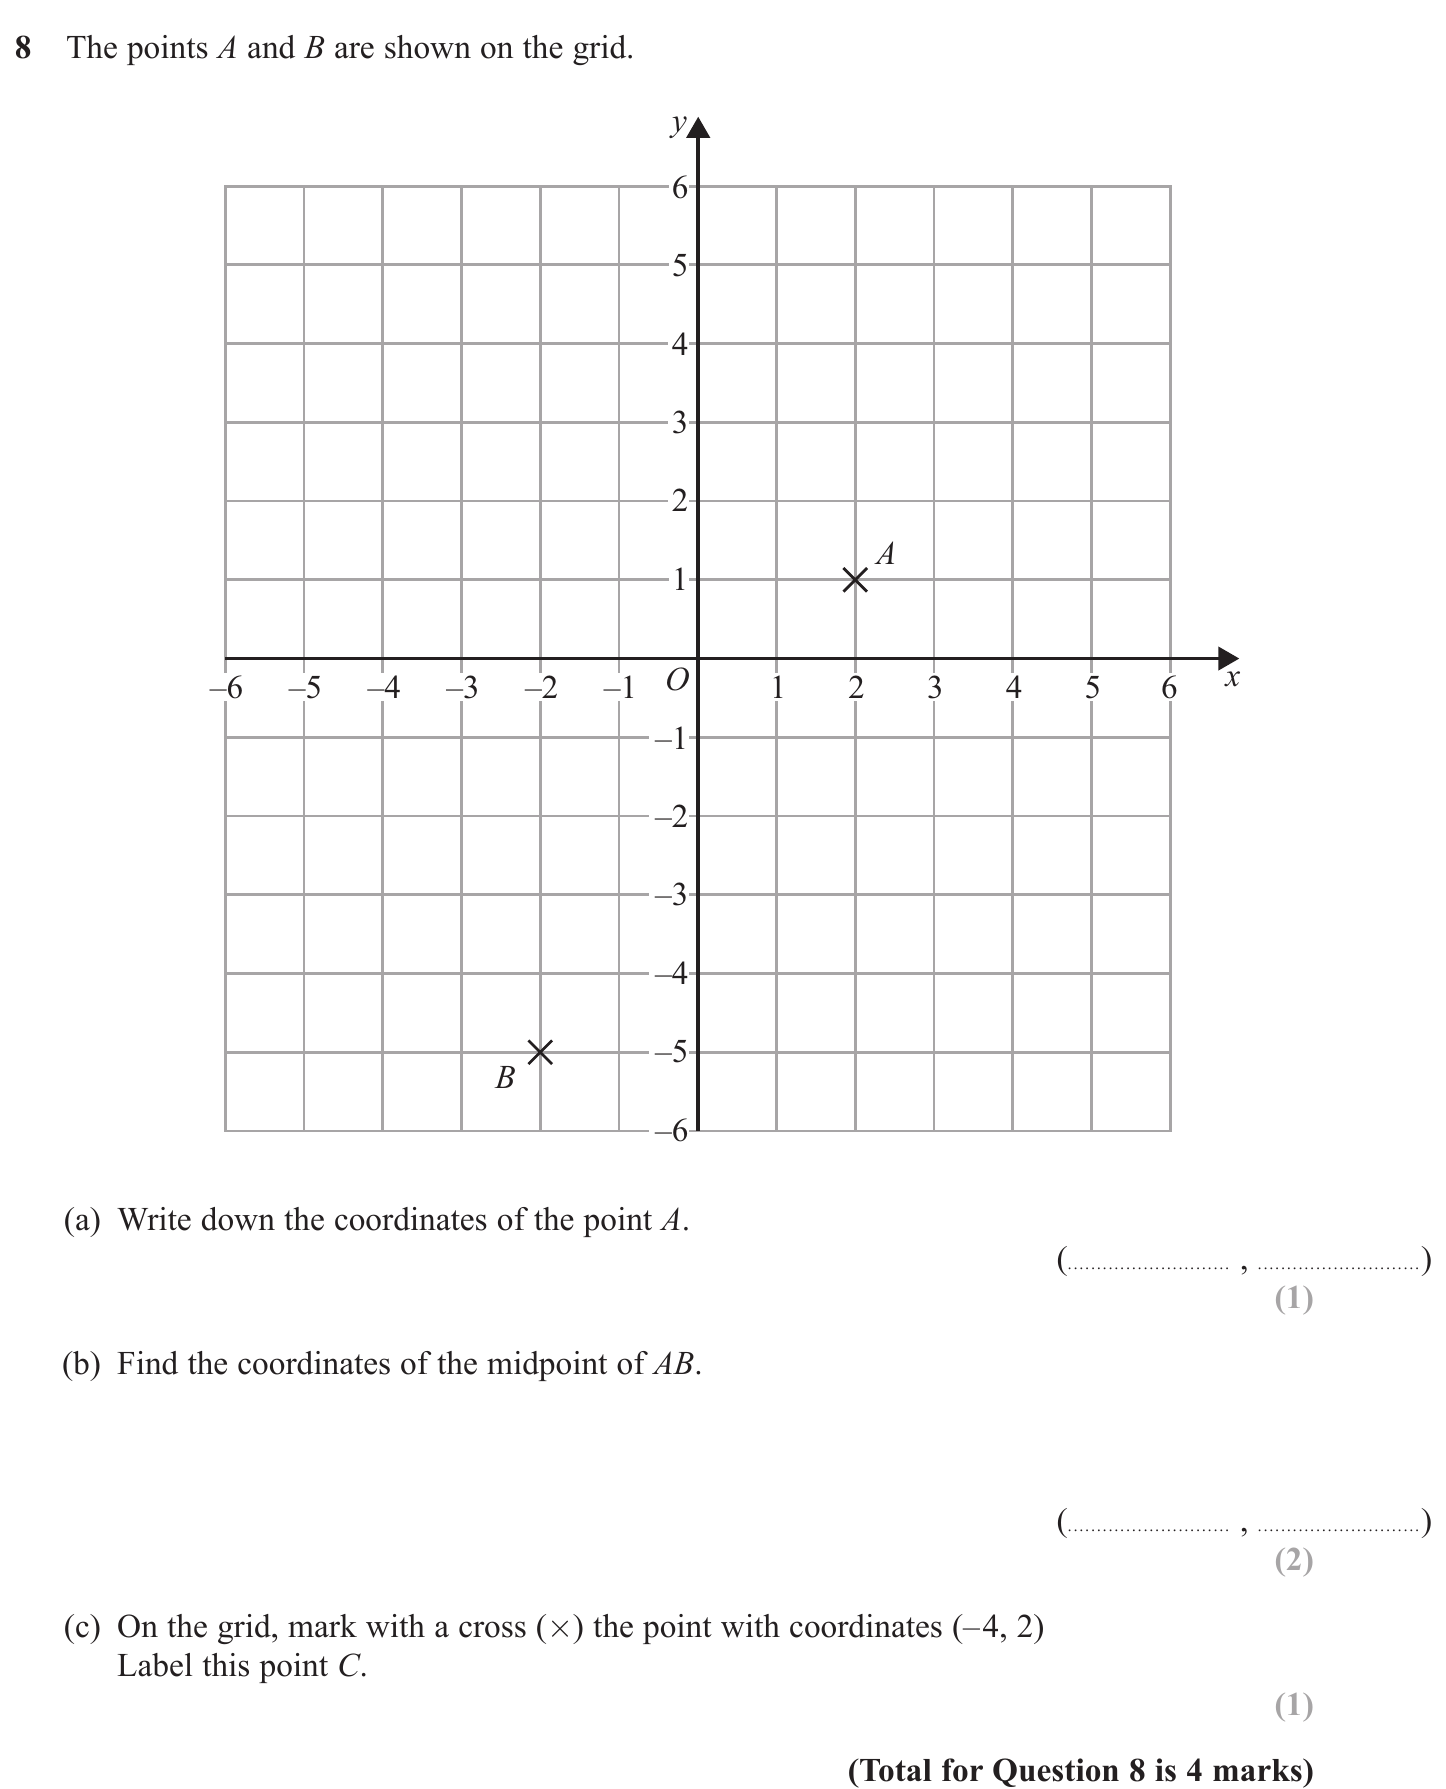 8 The points A and B are shown on the grid.
y
6
5
4
3
2
A
1
–6 –5 –4 –3 –2 –1 O 1 2 3 4 5 6 x
–1
–2
–3
–4
–5
B
–6
(a) Write down the coordinates of the point A.
(.............................. , ..............................)
(1)
(b) Find the coordinates of the midpoint of AB.
(.............................. , ..............................)
(2)
(c) On the grid, mark with a cross (×) the point with coordinates (–4, 2)
Label this point C.
(1)
(Total for Question 8 is 4 marks)